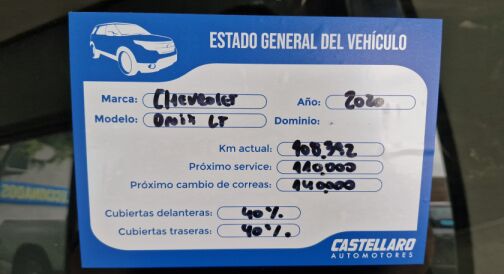 ESTADO GENERAL DEL VEHÍCULO
Marca: CHEVROLET Año: 2020
Modelo: ONIX LT Dominio:
Km actual: 108.392
Próximo service: 110.000
Próximo cambio de correas: 140.000
Cubiertas delanteras: 40%
Cubiertas traseras: 40%.
CASTELLARO
AUTOMOTORES